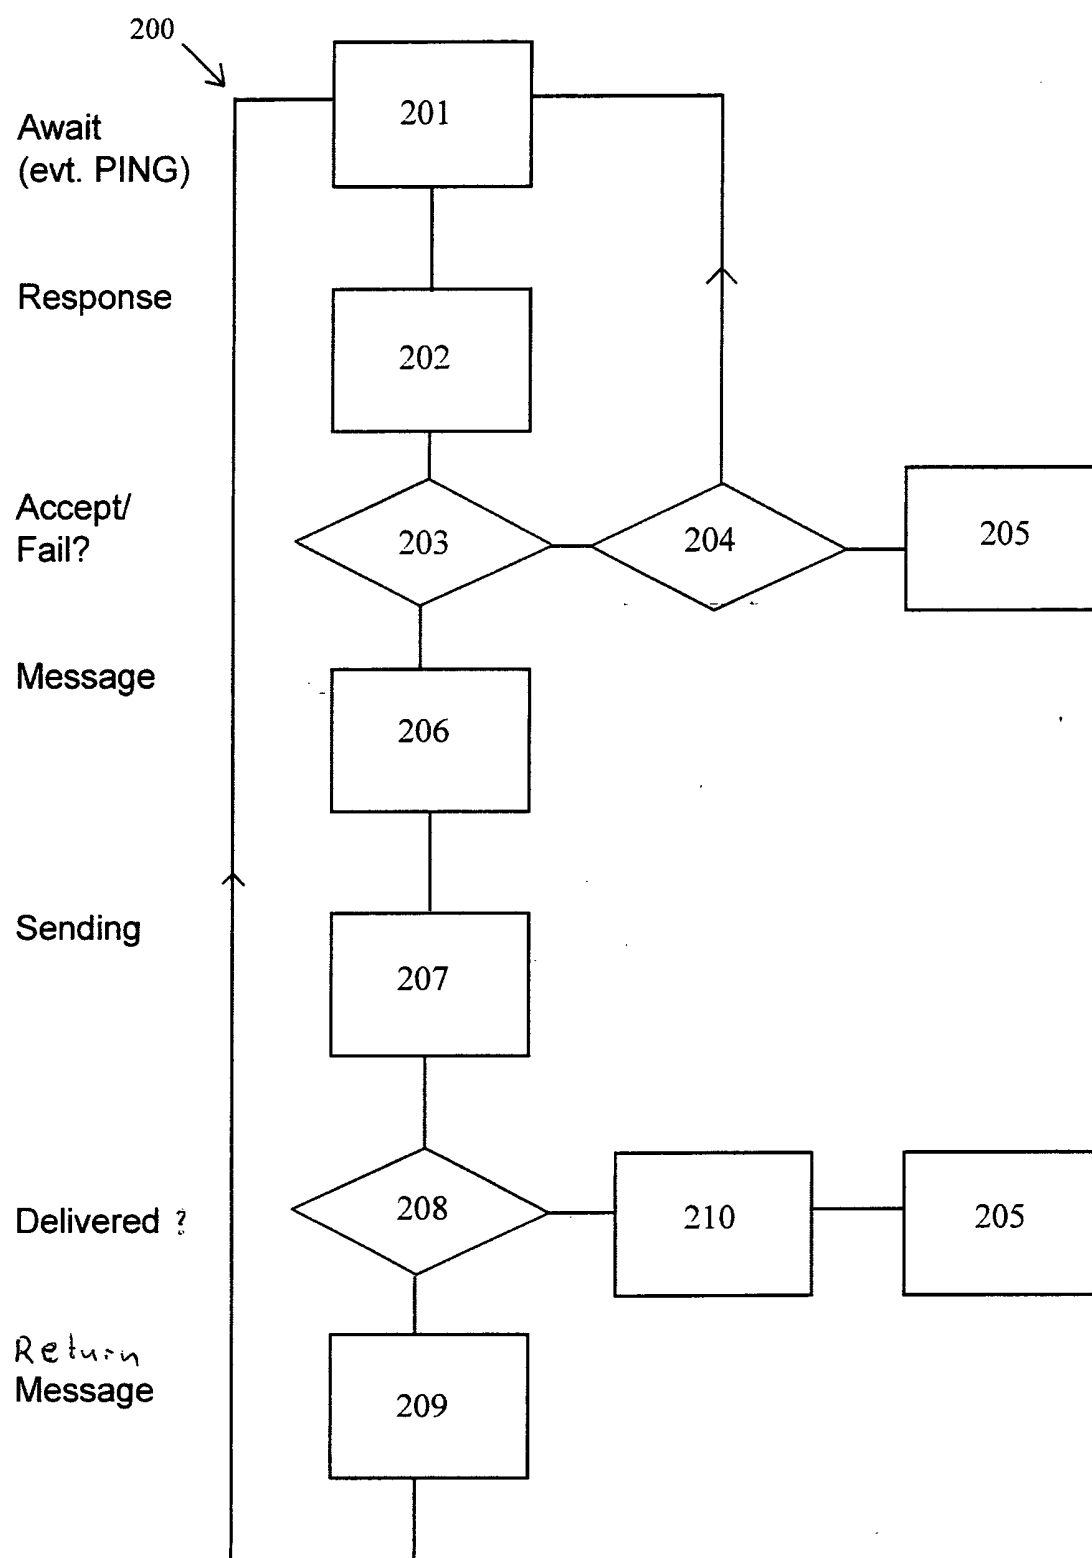 200
201
Await
(evt. PING)
Response
202
Accept/
Fail?
203
204
205
Message
206
Sending
207
Delivered ?
208
210
205
Return
Message
209